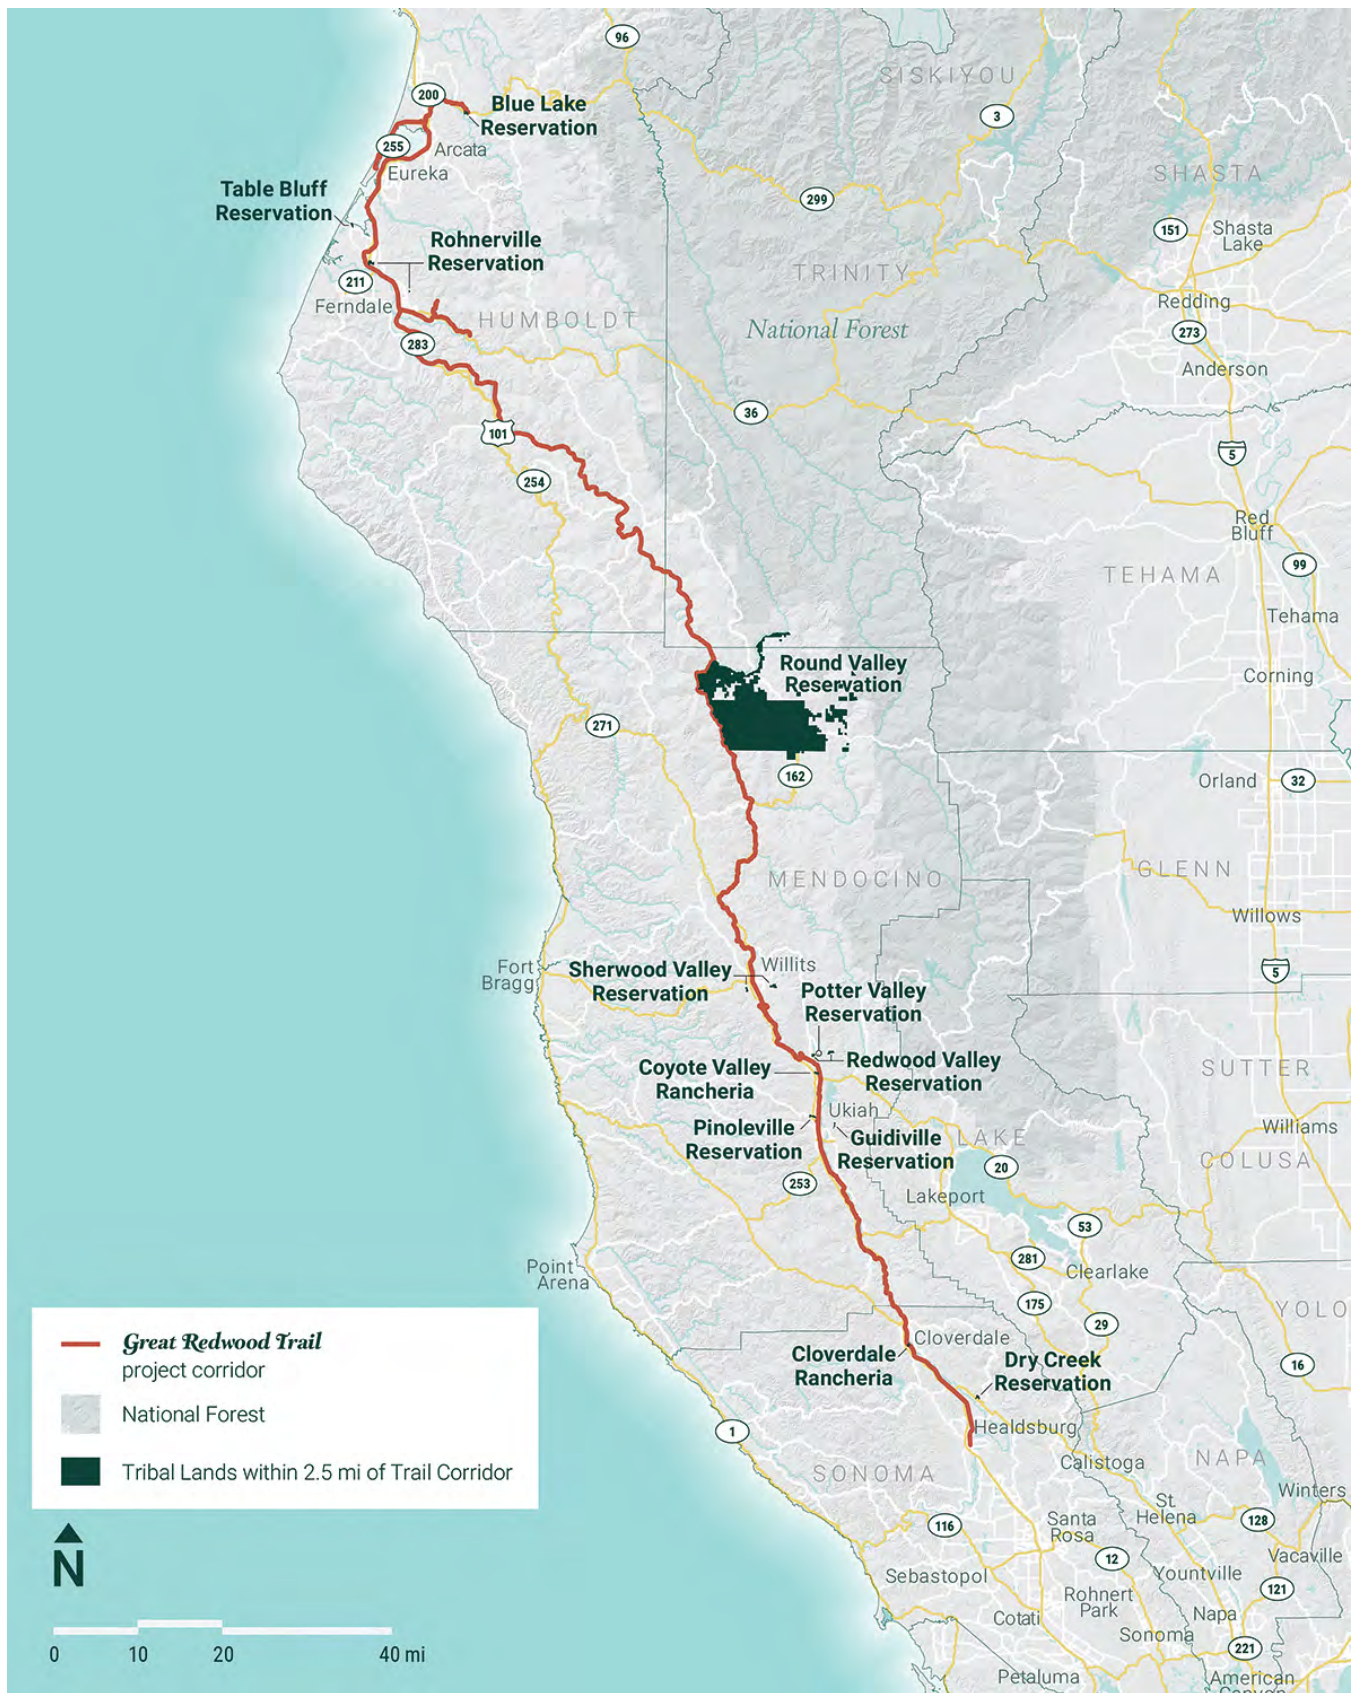 96
SISKIYOU
200
Blue Lake
Reservation
3
255
Arcata
Eureka
SHASTA
Table Bluff
Reservation
299
151
Shasta
Lake
Rohnerville
Reservation
211
TRINITY
Ferndale
Redding
HUMBOLDT
National Forest
273
283
Anderson
36
101
5
254
Red
Bluff
99
TEHAMA
Tehama
Round Valley
Reservation
Corning
271
162
Orland
32
GLENN
MENDOCINO
Willows
Fort
Bragg
Sherwood Valley
Reservation
Willits
5
Potter Valley
Reservation
Coyote Valley
Rancheria
Redwood Valley
Reservation
SUTTER
Ukiah
Pinoleville
Reservation
Guidiville
Reservation
LAKE
Williams
COLUSA
253
20
Lakeport
53
281
Point
Arena
Clearlake
175
29
YOLO
Great Redwood Trail
project corridor
Cloverdale
Cloverdale
Rancheria
Dry Creek
Reservation
16
National Forest
1
Healdsburg
Tribal Lands within 2.5 mi of Trail Corridor
SONOMA
Calistoga
NAPA
Winters
N
116
Santa
Rosa
St.
Helena
128
12
Vacaville
Sebastopol
Yountville
121
Rohnert
Park
Cotati
Napa
Sonoma
221
0 10 20 40 mi
Petaluma
American